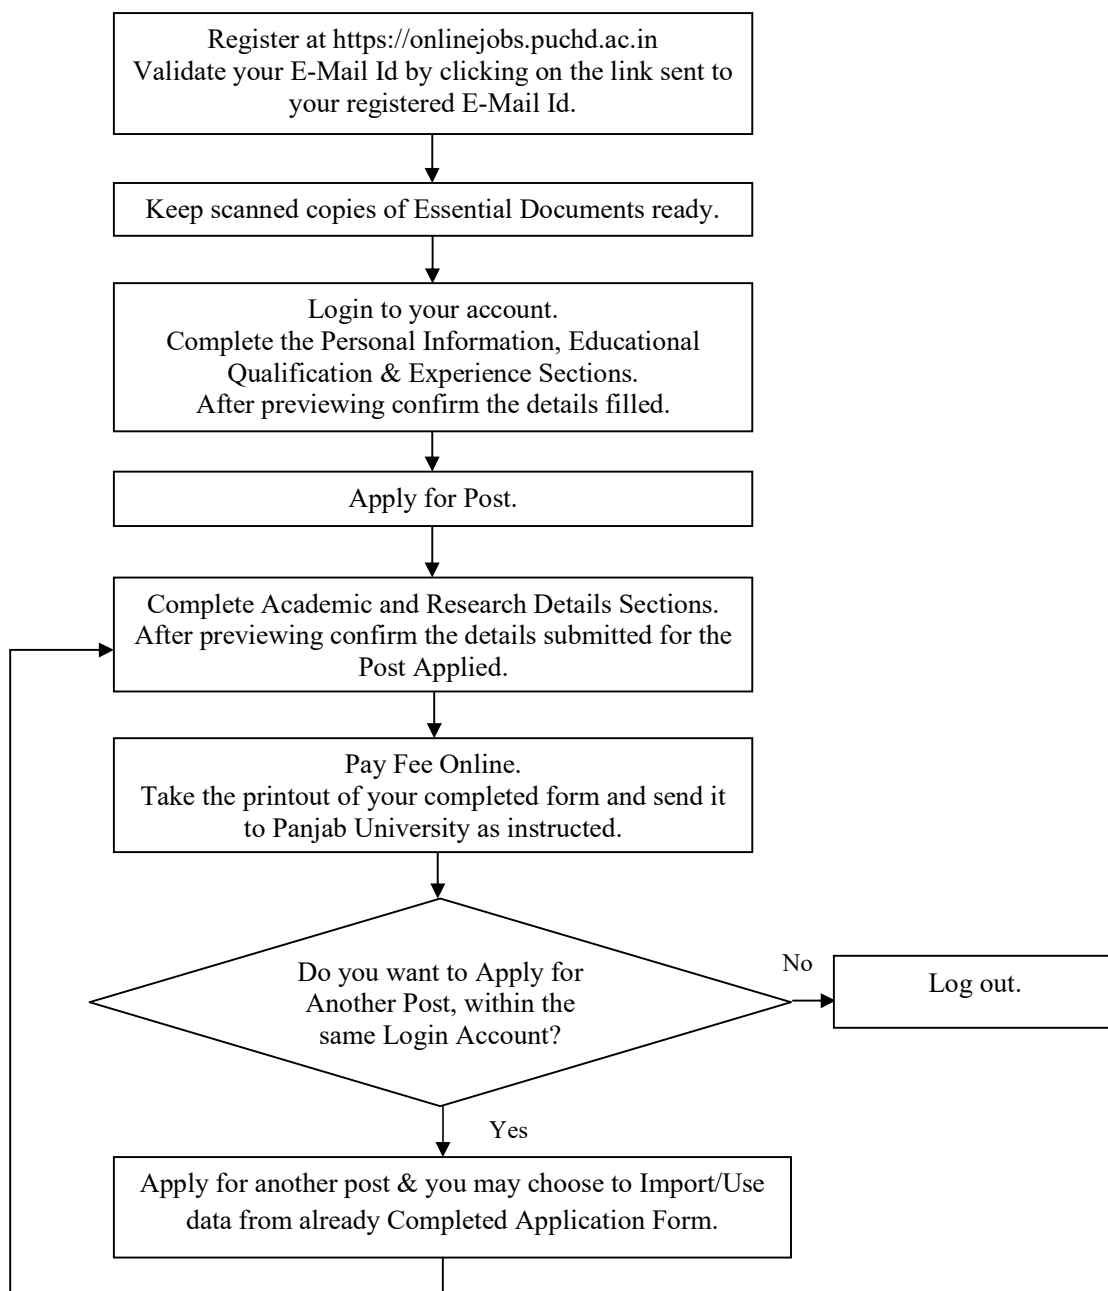 Register at https://onlinejobs.puchd.ac.in
Validate your E-Mail Id by clicking on the link sent to
your registered E-Mail Id.
Keep scanned copies of Essential Documents ready.
Login to your account.
Complete the Personal Information, Educational
Qualification & Experience Sections.
After previewing confirm the details filled.
Apply for Post.
Complete Academic and Research Details Sections.
After previewing confirm the details submitted for the
Post Applied.
Pay Fee Online.
Take the printout of your completed form and send it
to Panjab University as instructed.
Do you want to Apply for
Another Post, within the
same Login Account?
No
Log out.
Yes
Apply for another post & you may choose to Import/Use
data from already Completed Application Form.